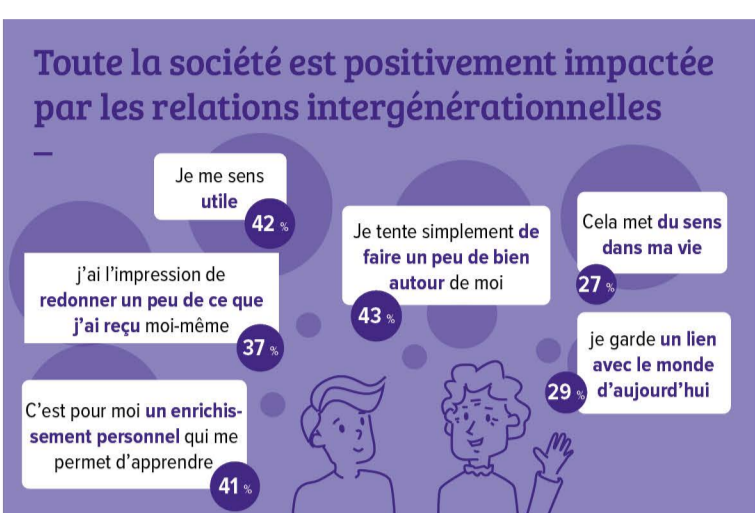 Toute la société est positivement impactée
par les relations intergénérationnelles
Je me sens
utile
42 %
j'ai l'impression de
redonner un peu de ce que
j'ai reçu moi-même
37 %
C'est pour moi un enrichis-
sement personnel qui me
permet d'apprendre
41 %
Je tente simplement de
faire un peu de bien
autour de moi
43 %
Cela met du sens
dans ma vie
27 %
je garde un lien
avec le monde
d'aujourd'hui
29 %